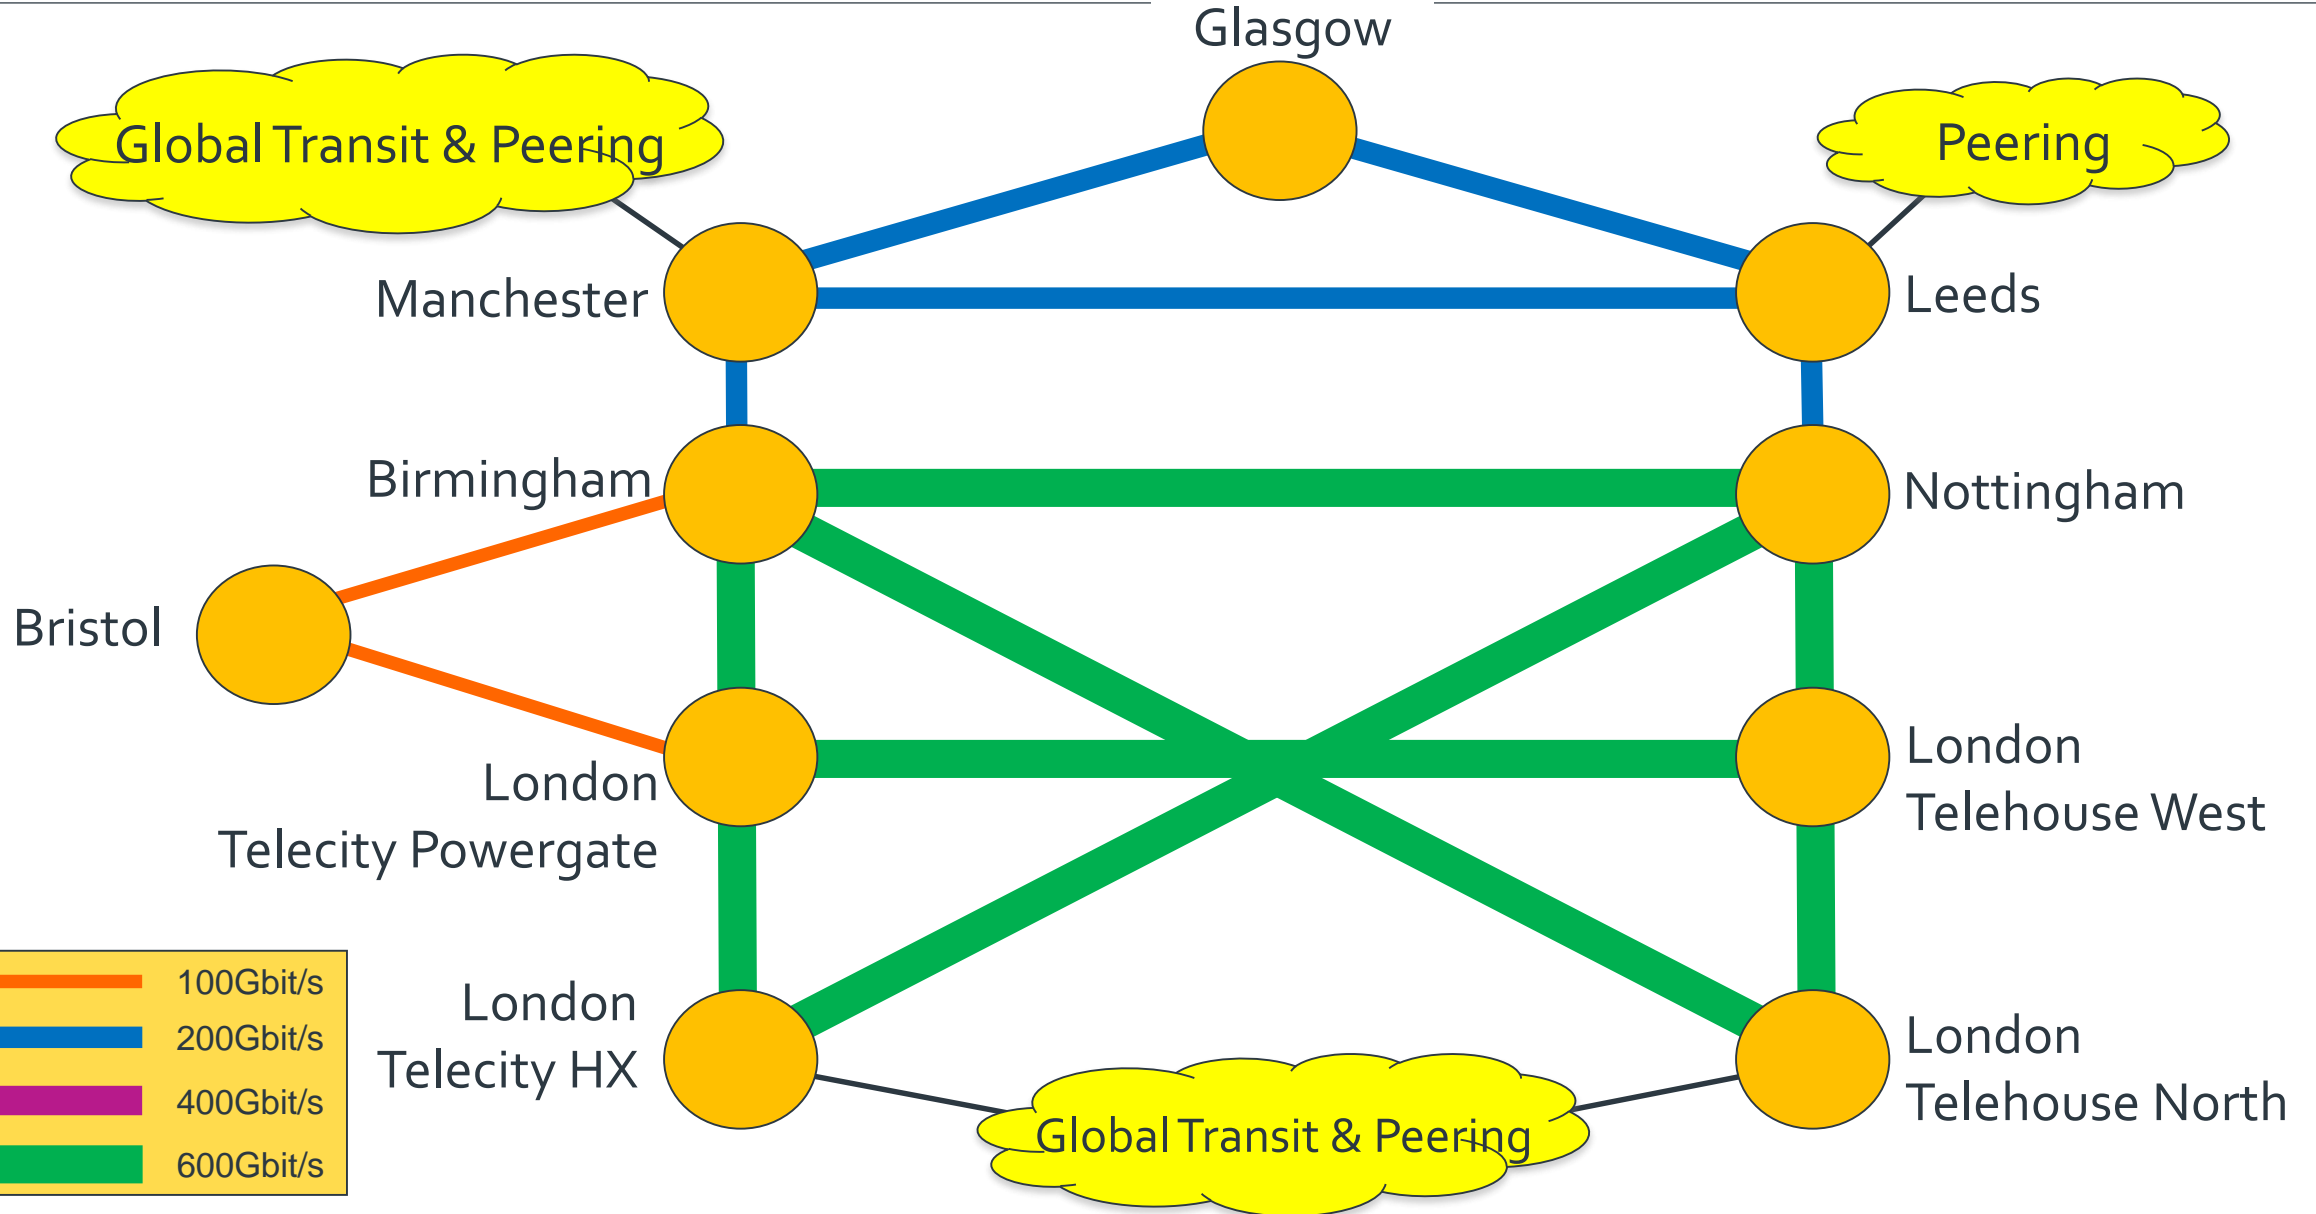 Glasgow
Global Transit & Peering
Peering
Manchester
Leeds
Birmingham
Nottingham
Bristol
London
Telecity Powergate
London
Telehouse West
London
Telecity HX
London
Telehouse North
Global Transit & Peering
100Gbit/s
200Gbit/s
400Gbit/s
600Gbit/s